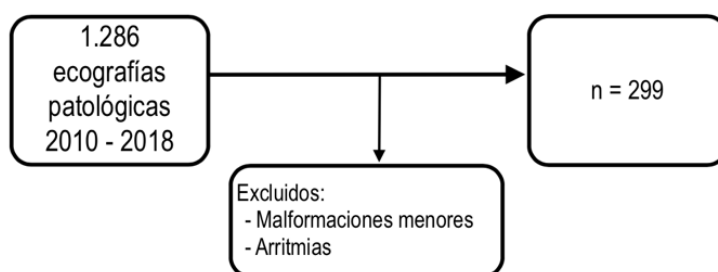 1.286
ecografías
patológicas
2010 - 2018
n = 299
Excluidos:
- Malformaciones menores
- Arritmias